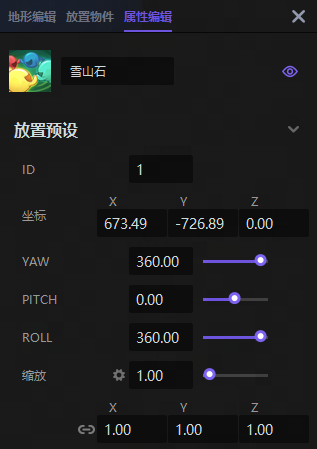 地形编辑 放置物件 属性编辑
雪山石
放置预设
ID 1
X Y Z
坐标 673.49 -726.89 0.00
YAW 360.00
PITCH 0.00
ROLL 360.00
缩放 1.00
X Y Z
1.00 1.00 1.00